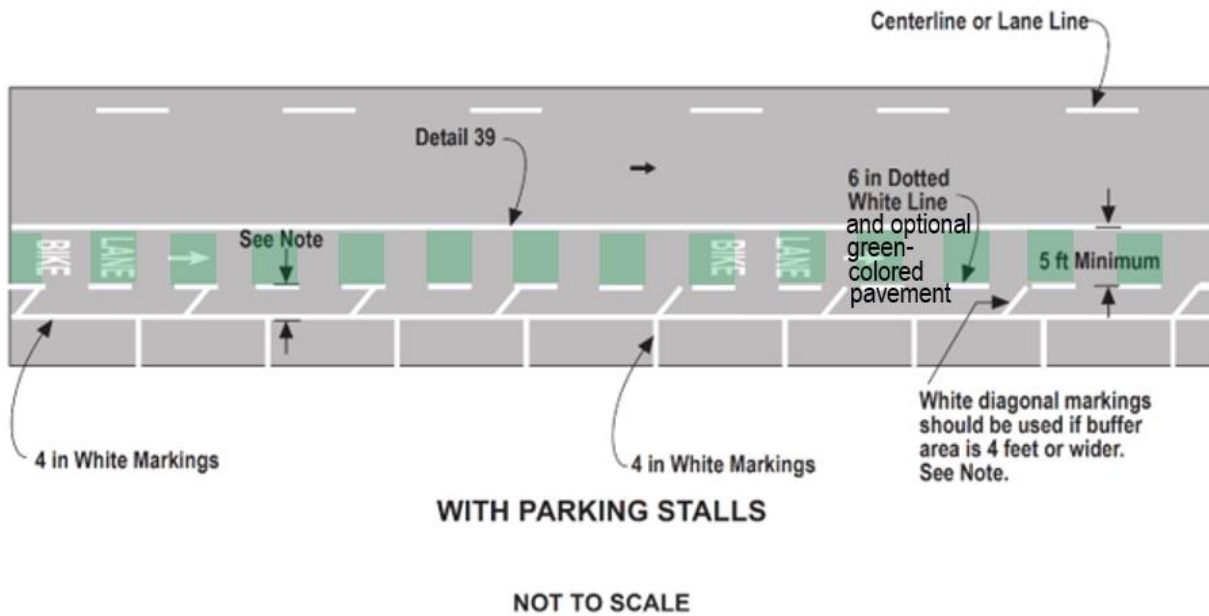 Centerline or Lane Line
Detail 39
6 in Dotted
White Line
and optional
green-
colored
pavement
BIKE
LANE
See Note
BIKE
LANE
5 ft Minimum
4 in White Markings
4 in White Markings
White diagonal markings
should be used if buffer
area is 4 feet or wider.
See Note.
WITH PARKING STALLS
NOT TO SCALE